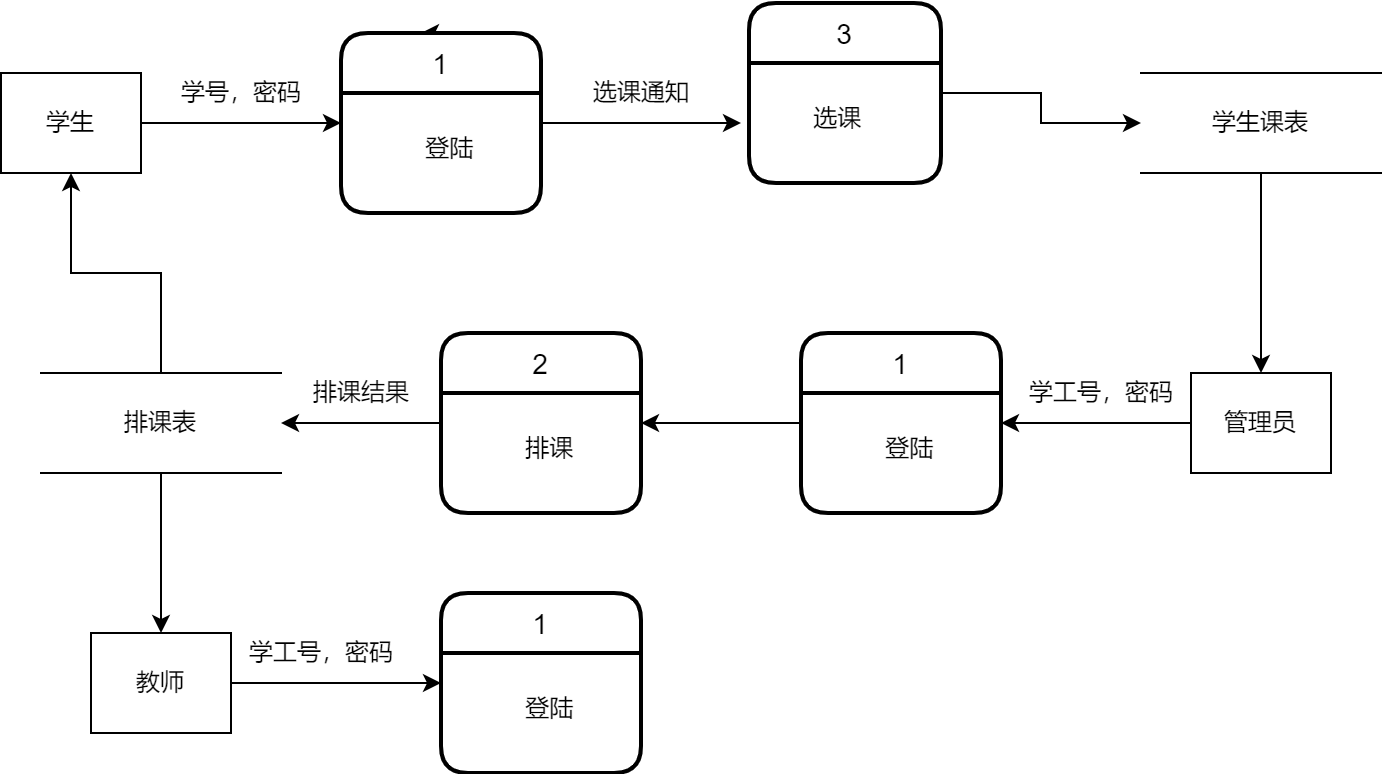 3
1
学号，密码
选课通知
学生
选课
学生课表
登陆
2
1
排课结果
学工号，密码
排课表
管理员
排课
登陆
1
学工号，密码
教师
登陆